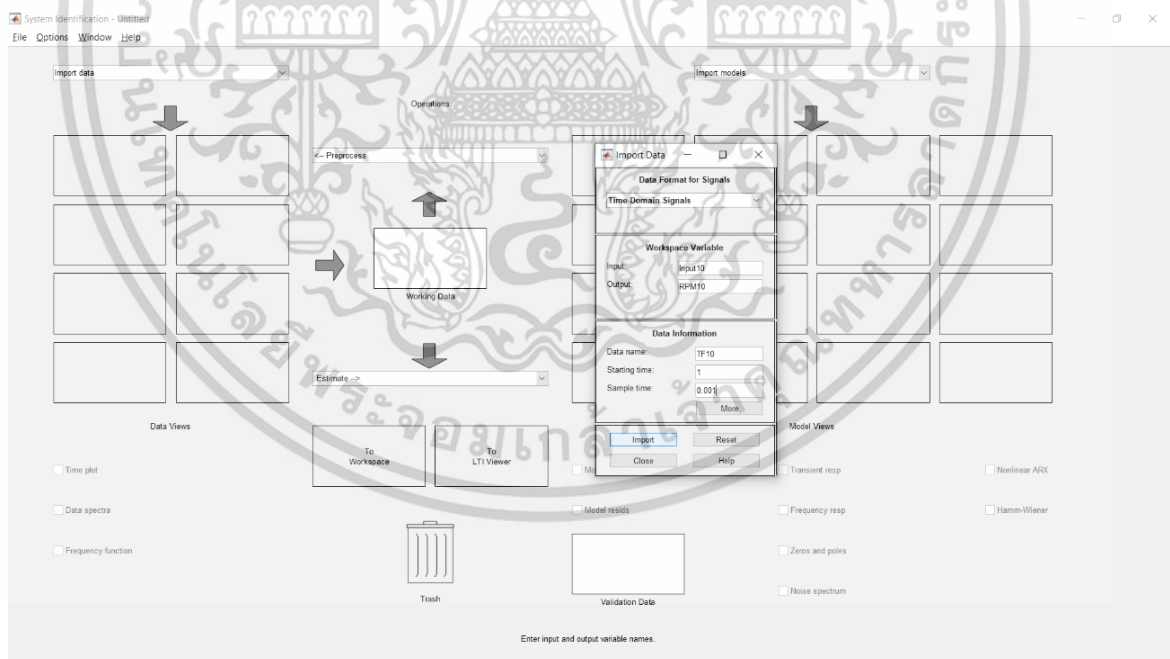 System Identification - Untitled
File Options Window Help
Import data
Import models
Operations
<-- Preprocess
Working Data
Estimate -->
Data Views
To
Workspace
To
LTI Viewer
Time plot
Data spectra
Frequency function
Trash
Import Data
Data Format for Signals
Time-Domain Signals
Workspace Variable
Input: Input10
Output: RPM10
Data Information
Data name: TF10
Starting time: 1
Sample time: 0.001
More
Import Reset
Close Help
Model Views
Model resids
Transient resp
Nonlinear ARX
Frequency resp
Hamm-Wiener
Zeros and poles
Noise spectrum
Validation Data
Enter input and output variable names.